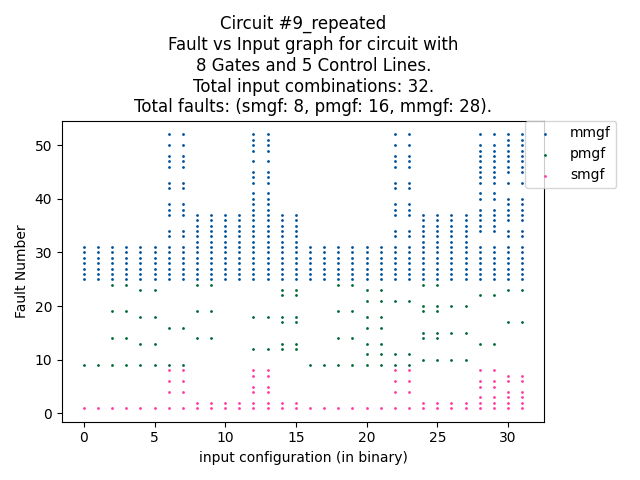 Circuit #9_repeated
Fault vs Input graph for circuit with
8 Gates and 5 Control Lines.
Total input combinations: 32.
Total faults: (smgf: 8, pmgf: 16, mmgf: 28).
mmgf
pmgf
smgf
50
40
30
20
10
0
Fault Number
0 5 10 15 20 25 30
input configuration (in binary)